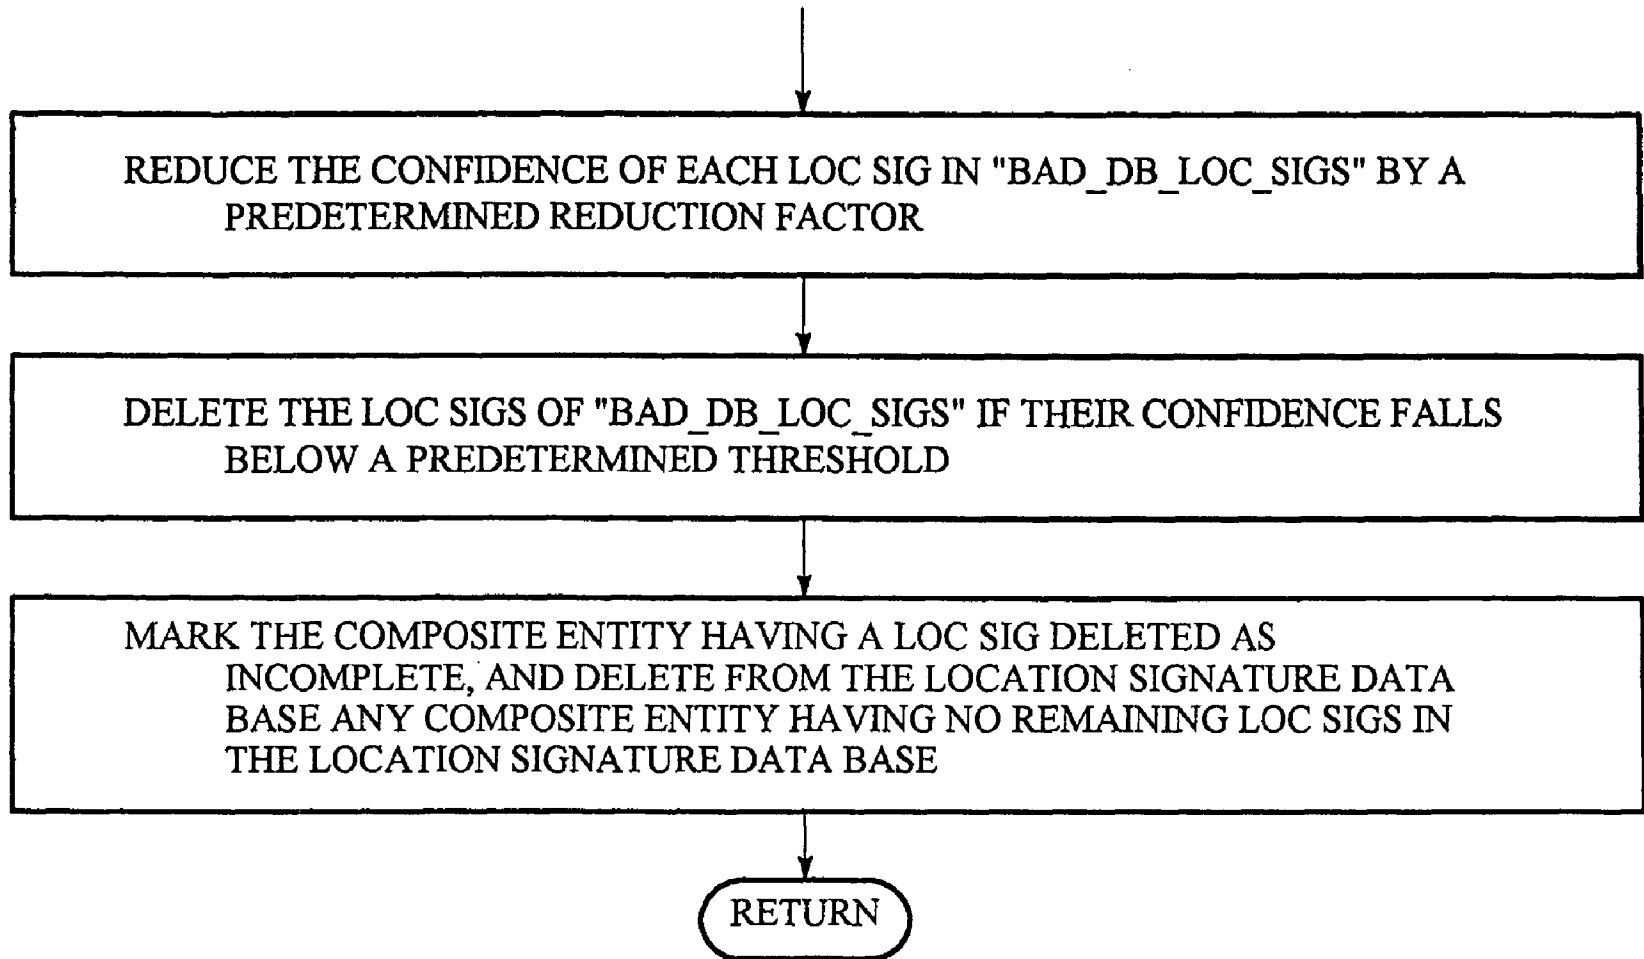 REDUCE THE CONFIDENCE OF EACH LOC SIG IN "BAD_DB_LOC_SIGS" BY A
PREDETERMINED REDUCTION FACTOR
DELETE THE LOC SIGS OF "BAD_DB_LOC_SIGS" IF THEIR CONFIDENCE FALLS
BELOW A PREDETERMINED THRESHOLD
MARK THE COMPOSITE ENTITY HAVING A LOC SIG DELETED AS
INCOMPLETE, AND DELETE FROM THE LOCATION SIGNATURE DATA
BASE ANY COMPOSITE ENTITY HAVING NO REMAINING LOC SIGS IN
THE LOCATION SIGNATURE DATA BASE
RETURN